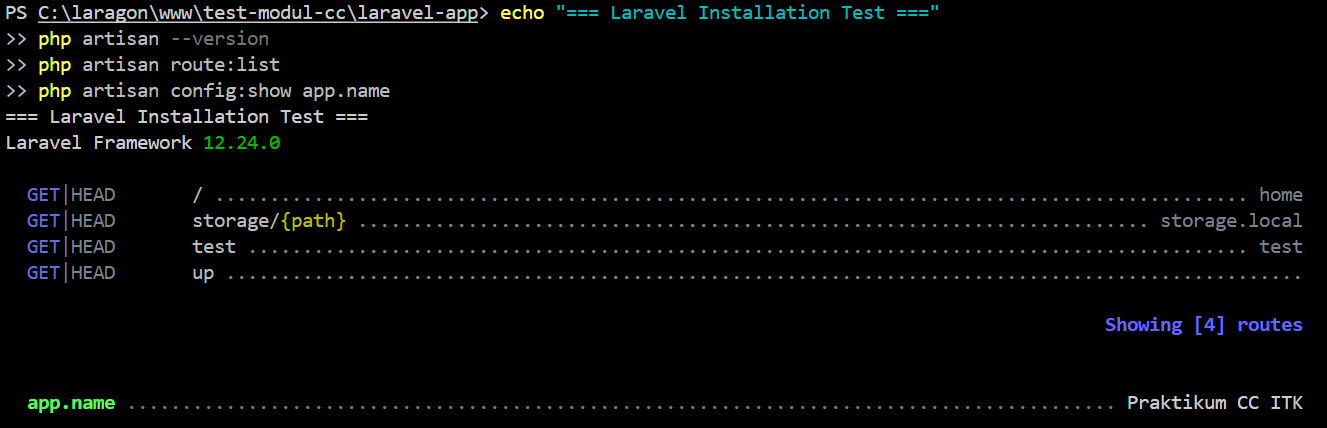 PS C:\laragon\www\test-modul-cc\laravel-app> echo "=== Laravel Installation Test ==="
>> php artisan --version
>> php artisan route:list
>> php artisan config:show app.name
=== Laravel Installation Test ===
Laravel Framework 12.24.0
GET|HEAD / ............................................................................................... home
GET|HEAD storage/{path} ........................................................................ storage.local
GET|HEAD test ............................................................................................ test
GET|HEAD up ...................................................................................................
Showing [4] routes
app.name .......................................................................................... Praktikum CC ITK